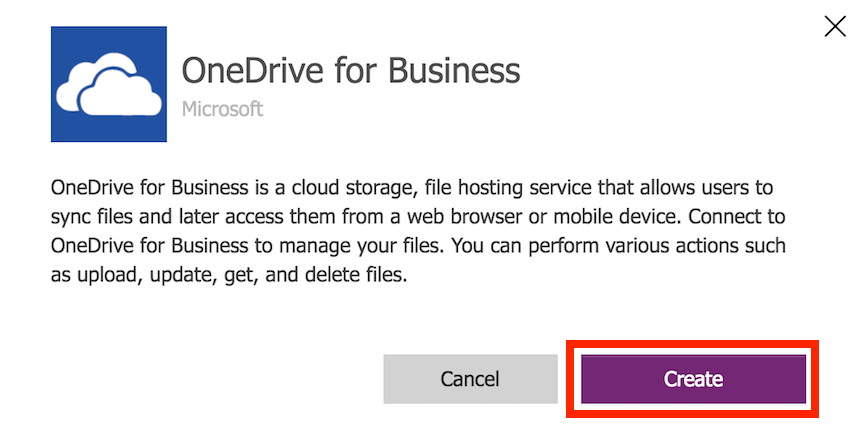 OneDrive for Business
Microsoft
OneDrive for Business is a cloud storage, file hosting service that allows users to
sync files and later access them from a web browser or mobile device. Connect to
OneDrive for Business to manage your files. You can perform various actions such
as upload, update, get, and delete files.
Cancel
Create